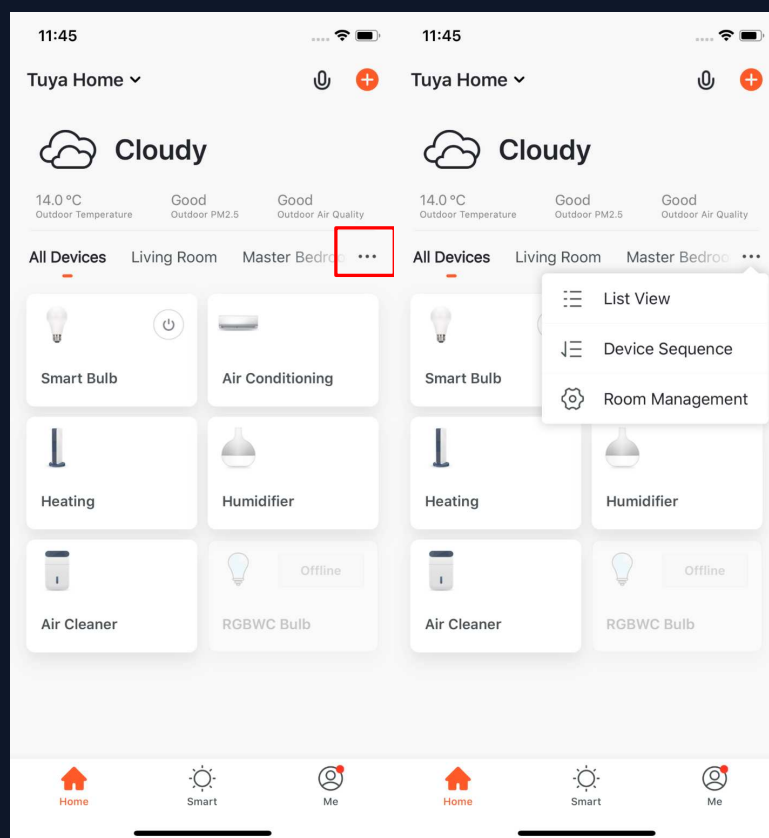 11:45
Tuya Home
Cloudy
14.0 °C Good Good
Outdoor Temperature Outdoor PM2.5 Outdoor Air Quality
All Devices Living Room Master Bedroo
Smart Bulb Air Conditioning
Heating Humidifier
Offline
Air Cleaner RGBWC Bulb
Home Smart Me
11:45
Tuya Home
Cloudy
14.0 °C Good Good
Outdoor Temperature Outdoor PM2.5 Outdoor Air Quality
All Devices Living Room Master Bedroo
List View
Device Sequence
Smart Bulb
Room Management
Heating Humidifier
Offline
Air Cleaner RGBWC Bulb
Home Smart Me